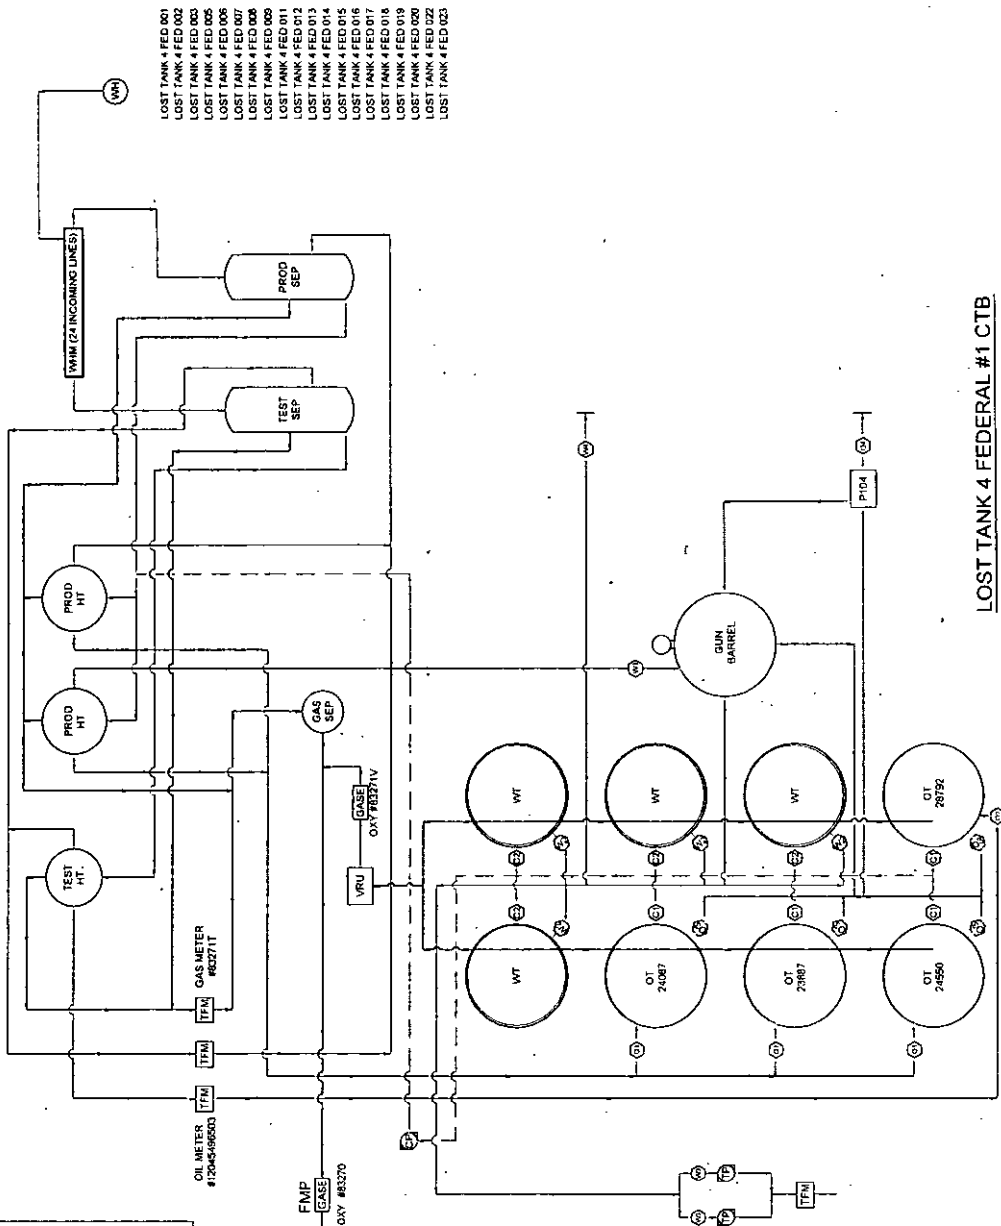 LOST TANK 4 FED 001
LOST TANK 4 FED 002
LOST TANK 4 FED 003
LOST TANK 4 FED 005
LOST TANK 4 FED 006
LOST TANK 4 FED 007
LOST TANK 4 FED 008
LOST TANK 4 FED 009
LOST TANK 4 FED 011
LOST TANK 4 FED 012
LOST TANK 4 FED 013
LOST TANK 4 FED 014
LOST TANK 4 FED 015
LOST TANK 4 FED 016
LOST TANK 4 FED 017
LOST TANK 4 FED 018
LOST TANK 4 FED 019
LOST TANK 4 FED 020
LOST TANK 4 FED 022
LOST TANK 4 FED 023
WH
WHM (24 INCOMING LINES)
PROD
SEP
TEST
SEP
PROD
HT
PROD
HT
TEST
HT.
GAS
SEP
GASE
OXY #83271V
VRU
GAS METER
#83271T
TFM
TFM
TFM
OIL METER
#12045496503
FMP
GASE
OXY #83270
CP
GUN
BARREL
P104
WT
WT
WT
OT
28792
WT
OT
24087
OT
23887
OT
24550
TP
TP
TFM
LOST TANK 4 FEDERAL #1 CTB